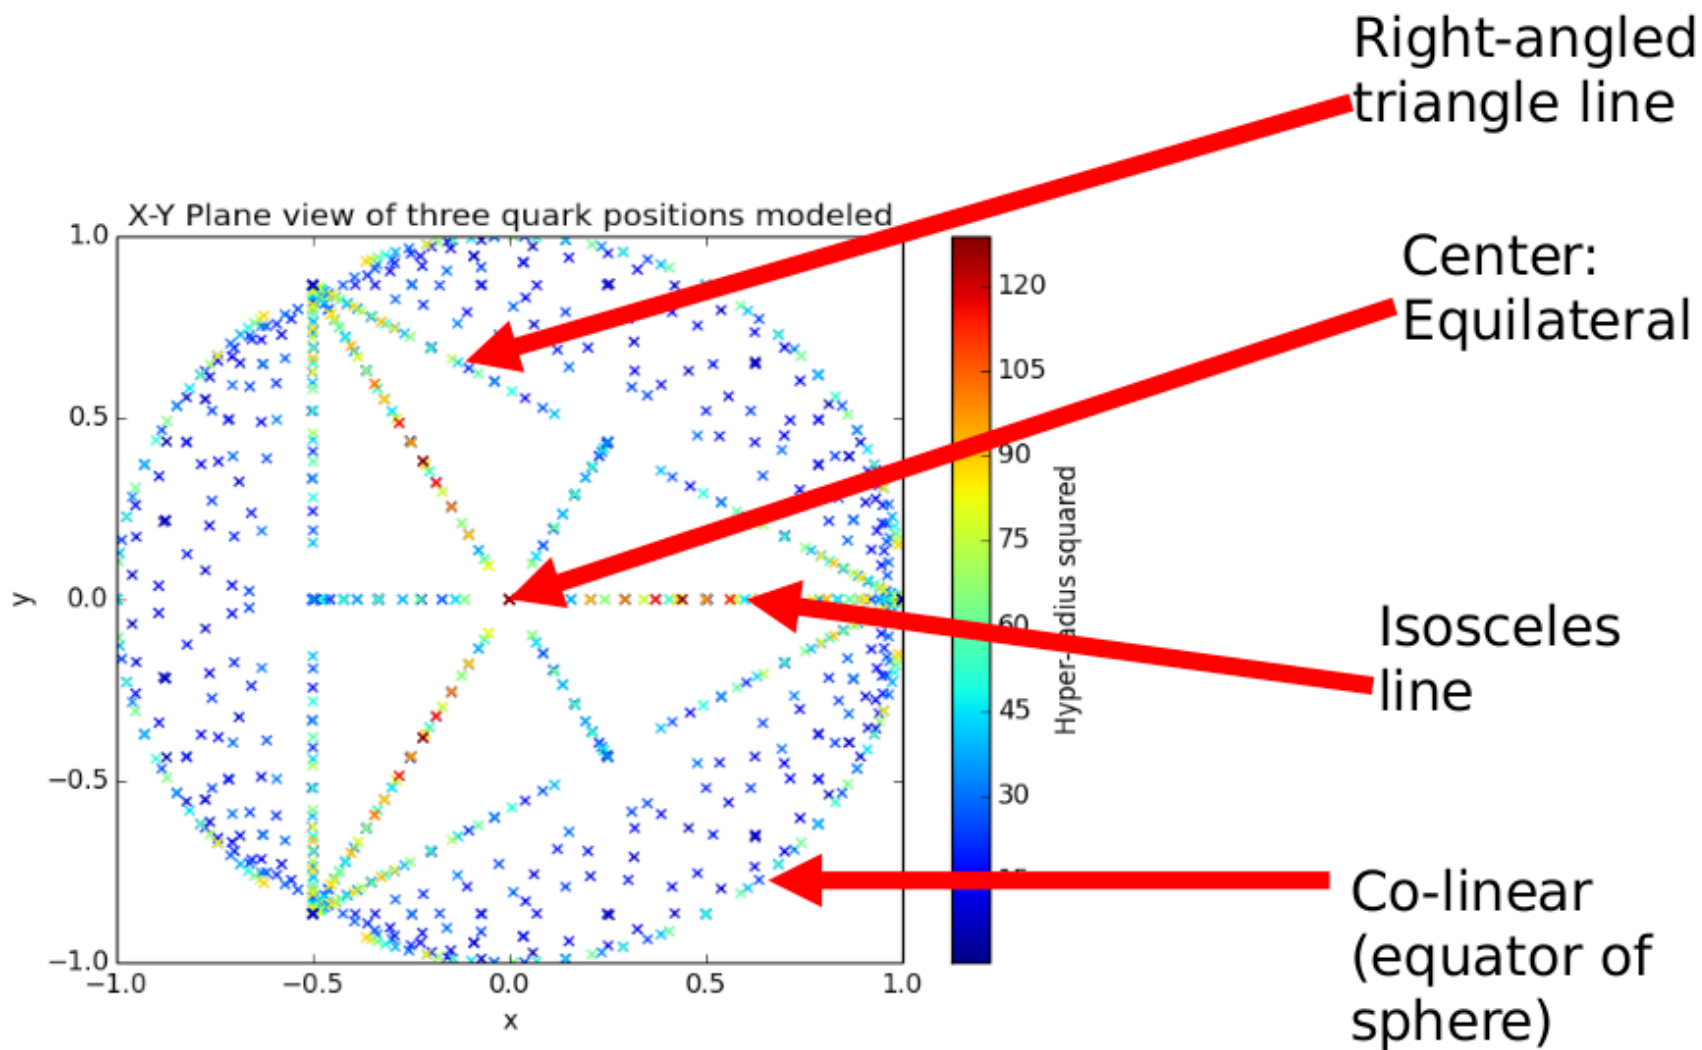 Right-angled
triangle line
X-Y Plane view of three quark positions modeled
Center:
Equilateral
Isosceles
line
Co-linear
(equator of
sphere)
1.0
0.5
0.0
−0.5
−1.0
y
−1.0
−0.5
0.0
0.5
1.0
x
120
105
90
75
60
45
30
15
Hyper-radius squared